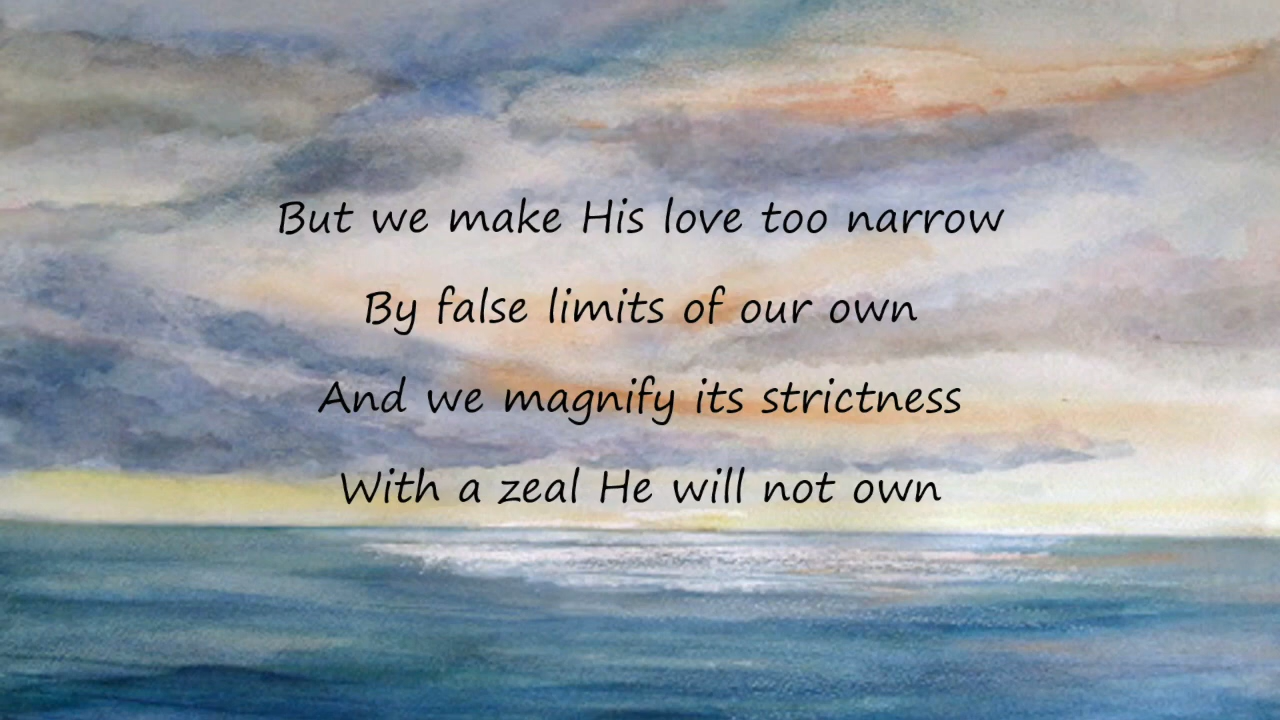 But we make His love too narrow
By false limits of our own
And we magnify its strictness
With a zeal He will not own